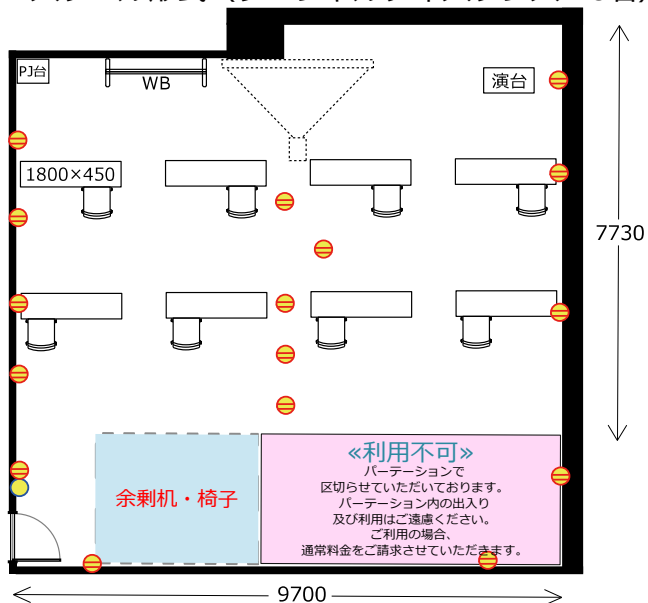 PJ台
WB
演台
1800×450
7730
≪利用不可≫
パーテーションで
区切らせていただいております。
パーテーション内の出入り
及び利用はご遠慮ください。
ご利用の場合、
通常料金をご請求させていただきます。
余剰机・椅子
9700